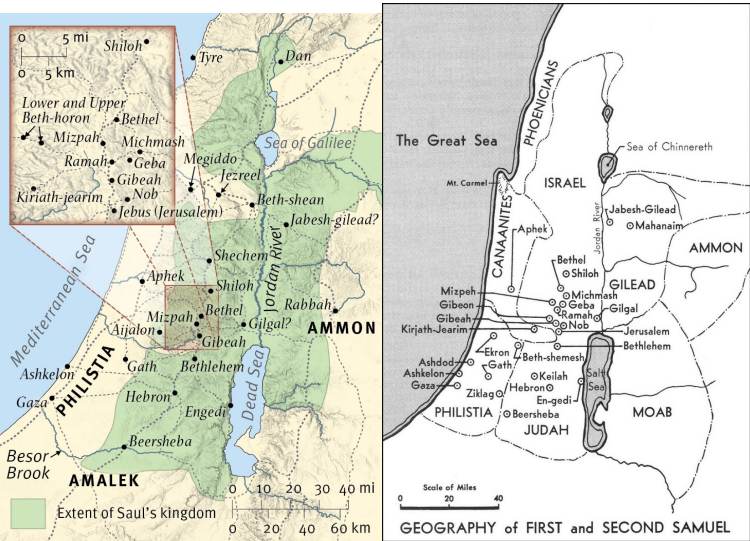 0 5 mi
0 5 km
Shiloh
Lower and Upper
Beth-horon
Bethel
Mizpah
Michmash
Ramah
Geba
Gibeah
Kiriath-jearim
Nob
Jebus (Jerusalem)
Tyre
Dan
Sea of Galilee
Megiddo
Jezreel
Beth-shean
Jabesh-gilead?
Mediterranean Sea
Shechem
Jordan River
Aphek
Shiloh
Rabbah
Bethel
Mizpah
Gilgal?
AMMON
Aijalon
Gibeah
PHILISTIA
Gath
Bethlehem
Ashkelon
Dead Sea
Gaza
Hebron
Engedi
Beersheba
Besor
Brook
AMALEK
0 10 20 30 40 mi
0 20 40 60 km
Extent of Saul's kingdom
PHOENICIANS
The Great Sea
Sea of Chinnereth
Mt. Carmel
ISRAEL
CANAANITES
Jordan River
Jabesh-Gilead
Mahanaim
Aphek
AMMON
Bethel
Shiloh
GILEAD
Mizpeh
Michmash
Gibeon
Geba
Gilgal
Ramah
Gibeah
Nob
Kirjath-Jearim
Jerusalem
Bethlehem
Ekron
Beth-shemesh
Ashdod
Gath
Ashkelon
Keilah
Salt
Sea
Gaza
Hebron
Ziklag
En-gedi
PHILISTIA
Beersheba
MOAB
JUDAH
Scale of Miles
0 20 40
GEOGRAPHY of FIRST and SECOND SAMUEL